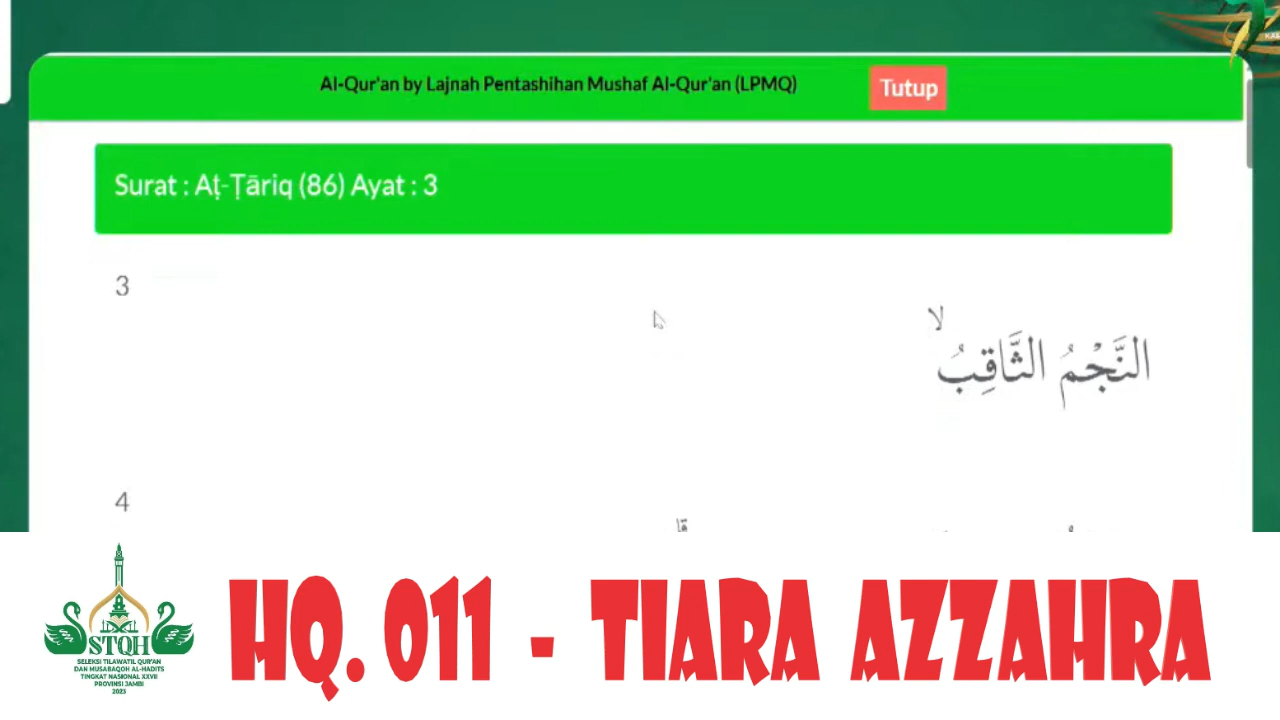 Al-Qur'an by Lajnah Pentashihan Mushaf Al-Qur'an (LPMQ)
Tutup
Surat : Aṭ-Ṭāriq (86) Ayat : 3
3
النَّجْمُ الثَّاقِبُۙ
4
STQH
SELEKSI TILAWATIL QUR'AN
DAN MUSABAQOH AL-HADITS
TINGKAT NASIONAL XXVII
PROVINSI JAMBI
2023
HQ. 011 - TIARA AZZAHRA